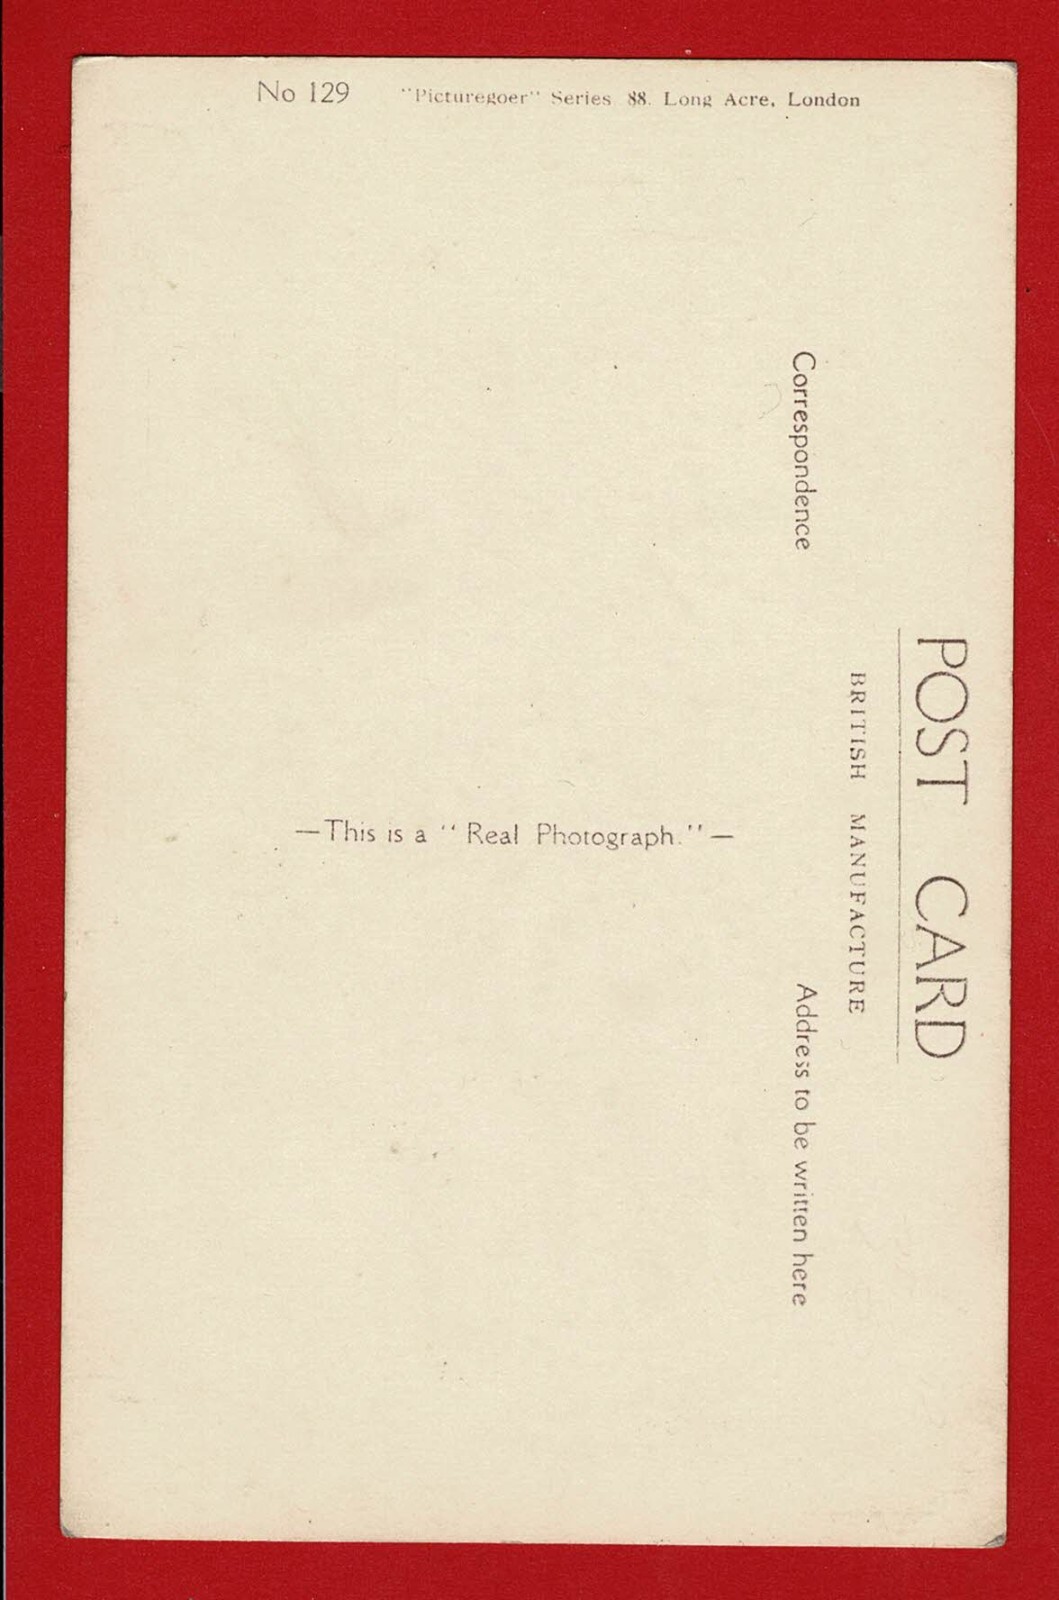 No 129 "Picturegoer" Series 88. Long Acre, London
POST CARD
BRITISH MANUFACTURE
Correspondence
Address to be written here
—This is a "Real Photograph."—